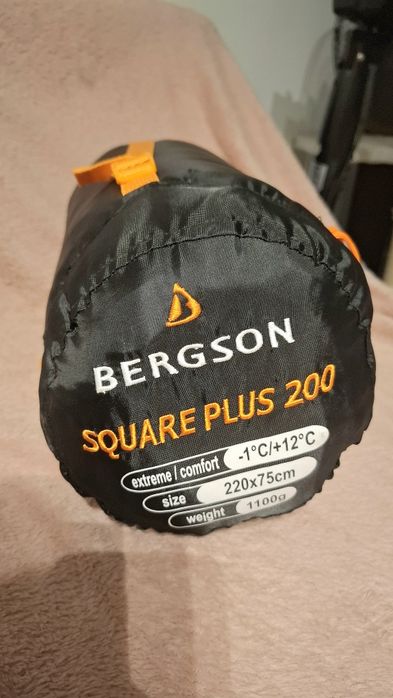 BERGSON
SQUARE PLUS 200
extreme / comfort -1°C/+12°C
size 220x75cm
weight 1100g